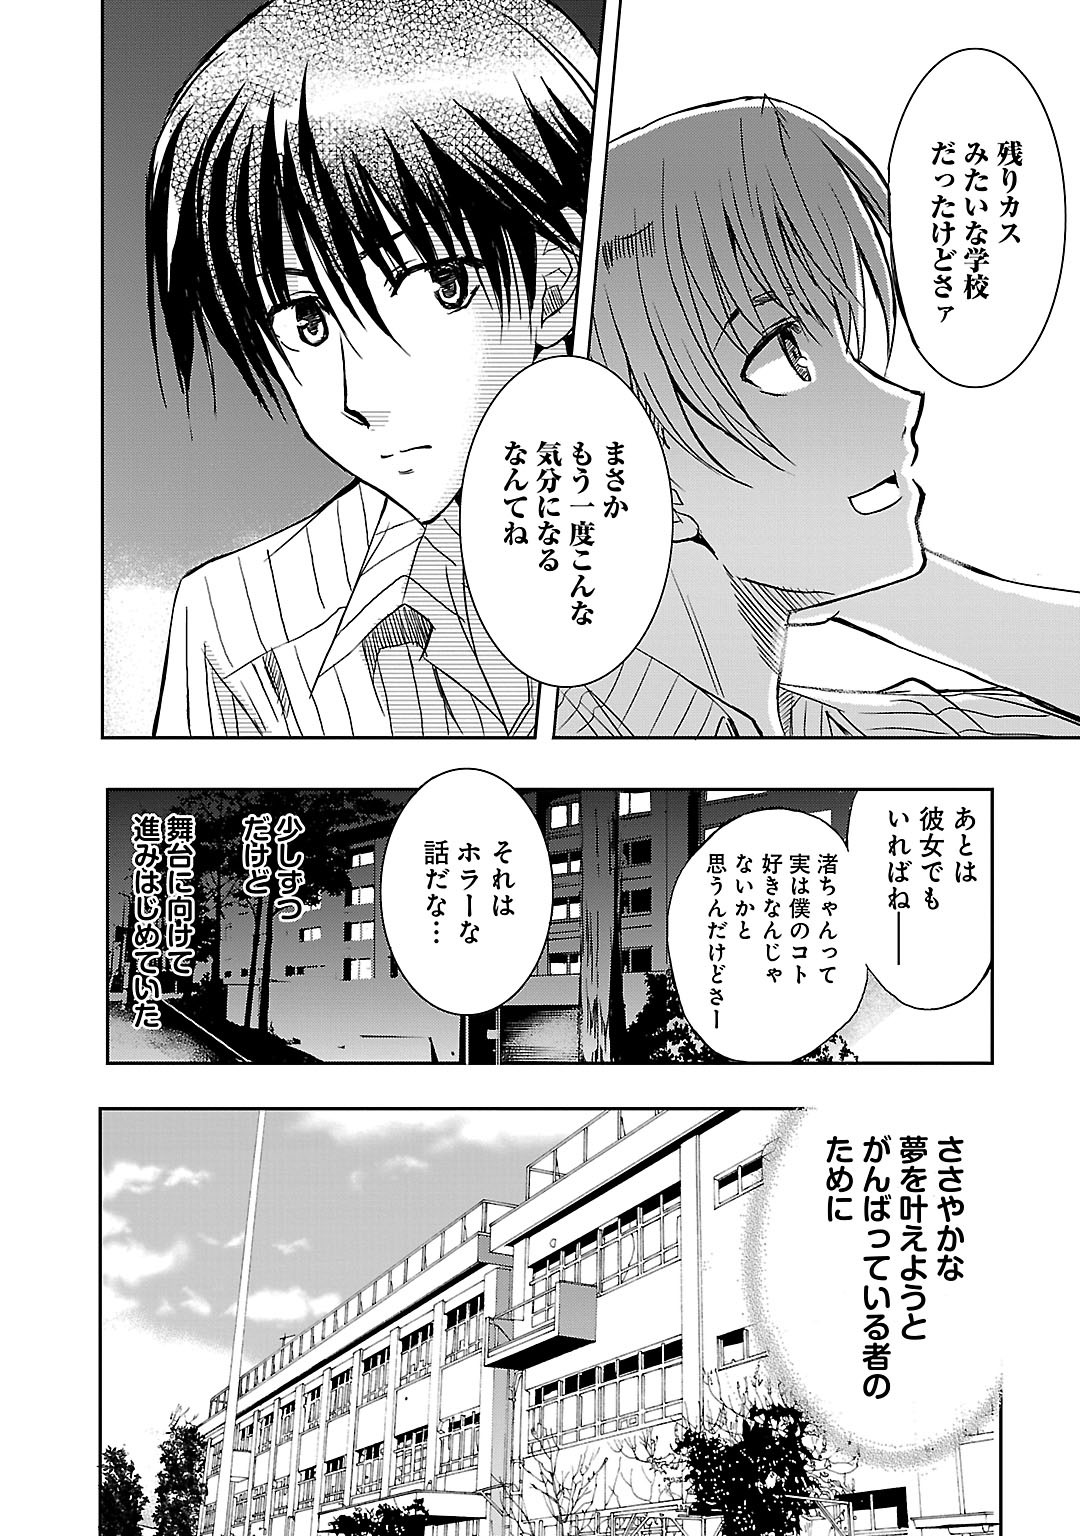 残りカス
みたいな学校
だったけどさァ
まさか
もう一度こんな
気分になる
なんてね
あとは
彼女でも
いればね――
渚ちゃんって
実は僕のコト
好きなんじゃ
ないかと
思うんだけどさー
それは
ホラーな
話だな…
少しずつ
だけど
舞台に向けて
進みはじめていた
ささやかな
夢を叶えようと
がんばっている者の
ために